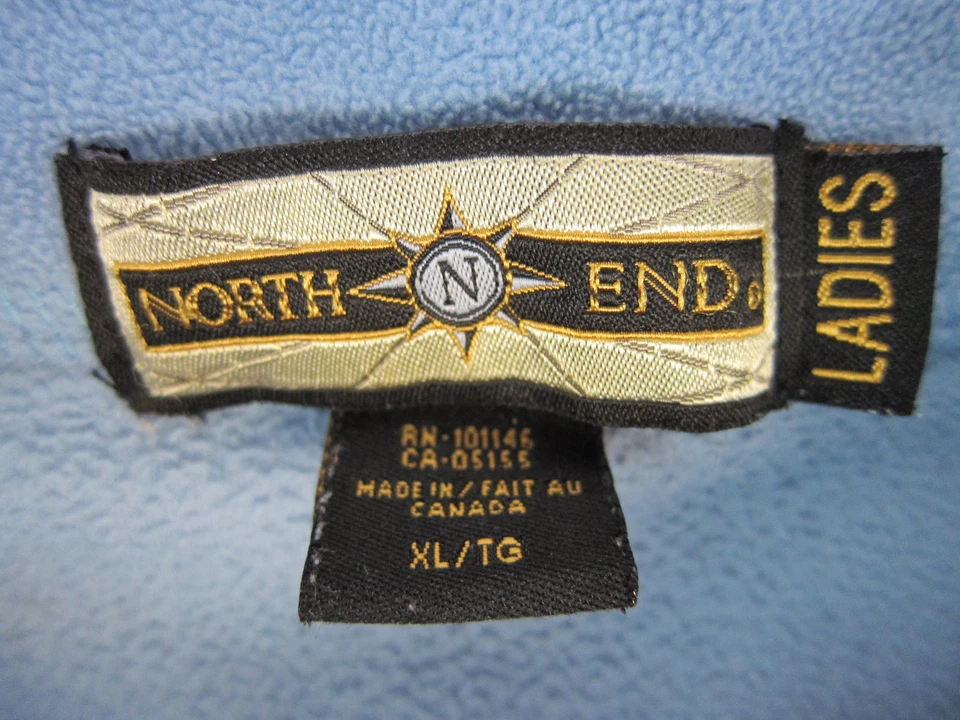 NORTH N END®
LADIES
RN-101146
CA-05155
MADE IN / FAIT AU
CANADA
XL/TG